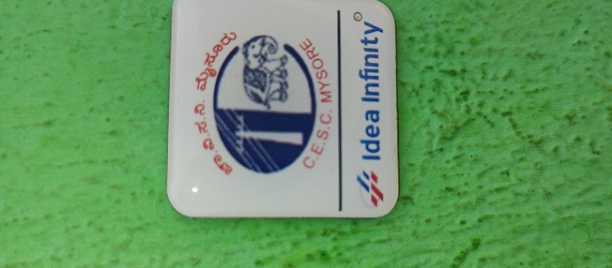 ಚಾ.ವಿ.ಸ.ನಿ. ಮೈಸೂರು
C.E.S.C. MYSORE
Idea Infinity